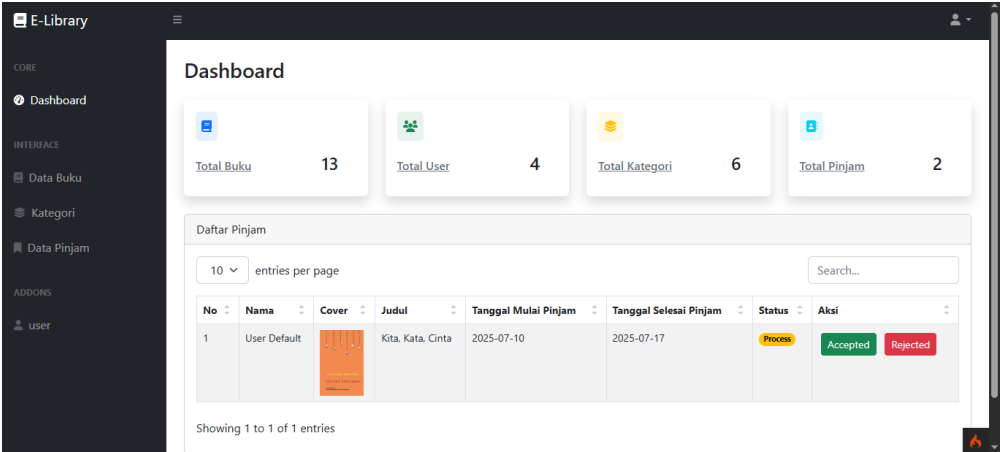 E-Library
CORE
Dashboard
INTERFACE
Data Buku
Kategori
Data Pinjam
ADDONS
user
Dashboard
Total Buku 13
Total User 4
Total Kategori 6
Total Pinjam 2
Daftar Pinjam
10 entries per page
Search...
No Nama Cover Judul Tanggal Mulai Pinjam Tanggal Selesai Pinjam Status Aksi
1 User Default Kita, Kata, Cinta 2025-07-10 2025-07-17 Process Accepted Rejected
Showing 1 to 1 of 1 entries